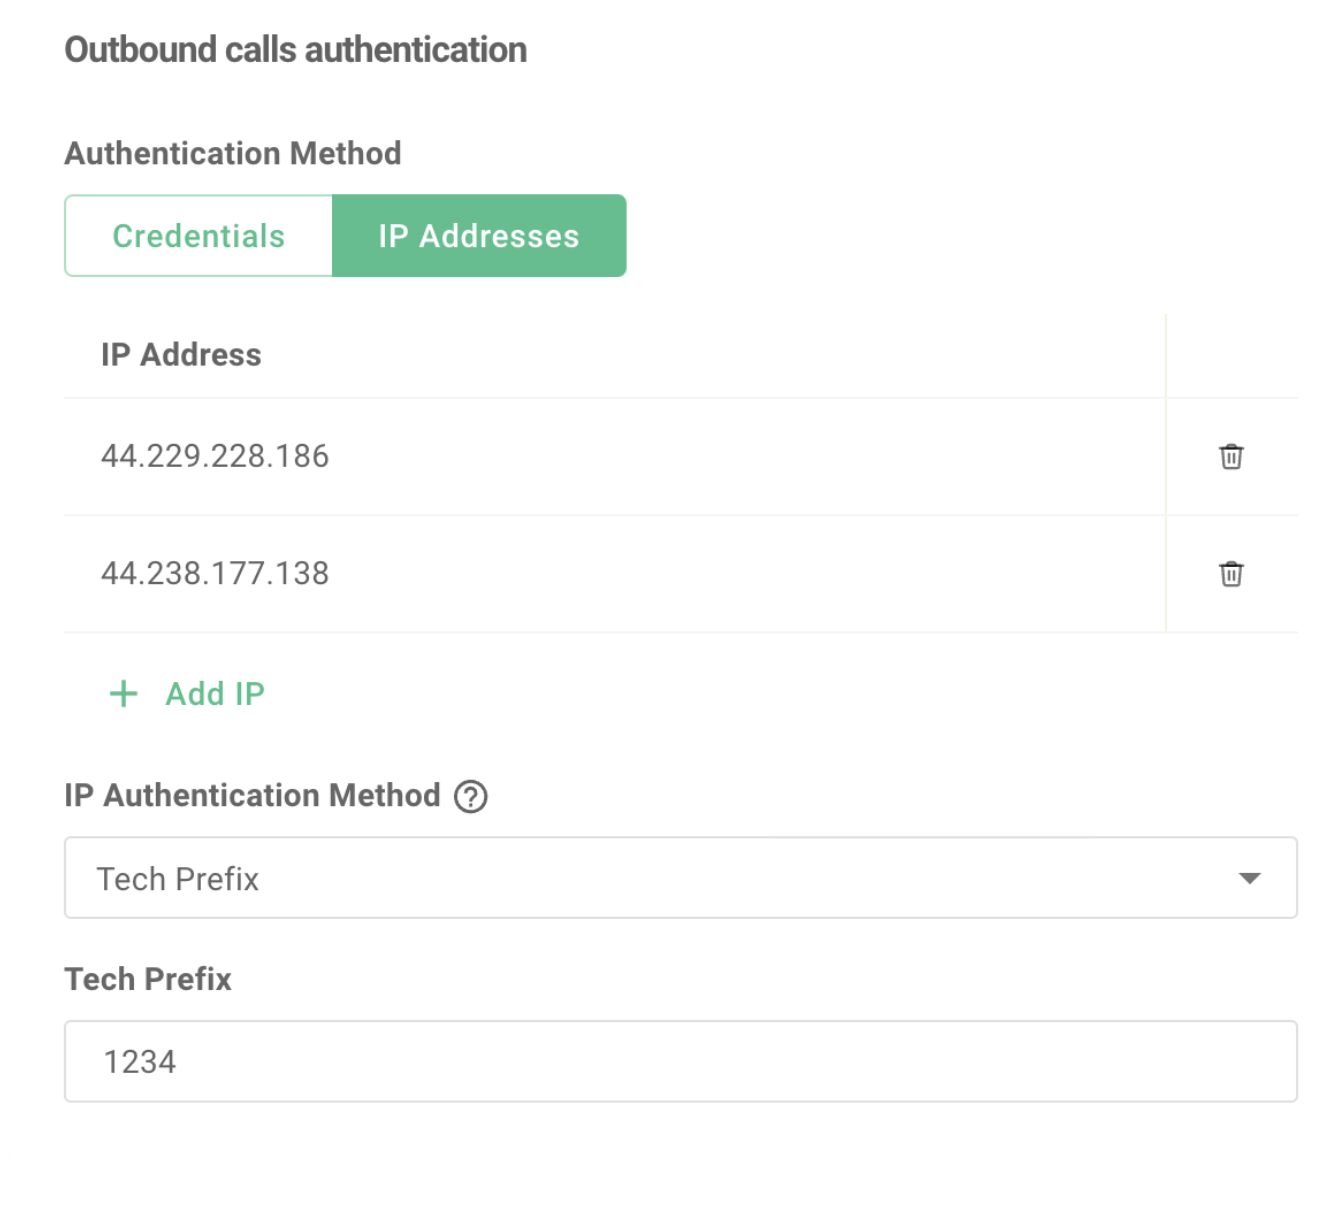 Outbound calls authentication
Authentication Method
Credentials IP Addresses
IP Address
44.229.228.186
44.238.177.138
+ Add IP
IP Authentication Method ?
Tech Prefix
Tech Prefix
1234